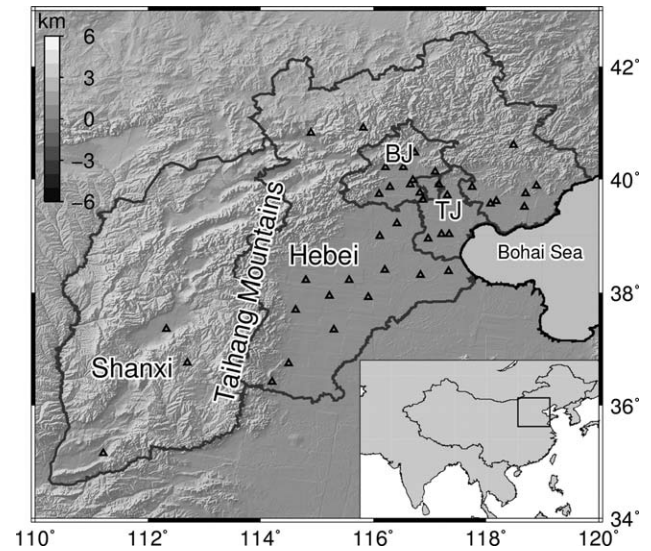 km
6
3
0
−3
−6
42˚
40˚
38˚
36˚
34˚
BJ
TJ
Bohai Sea
Hebei
Taihang Mountains
Shanxi
110˚ 112˚ 114˚ 116˚ 118˚ 120˚